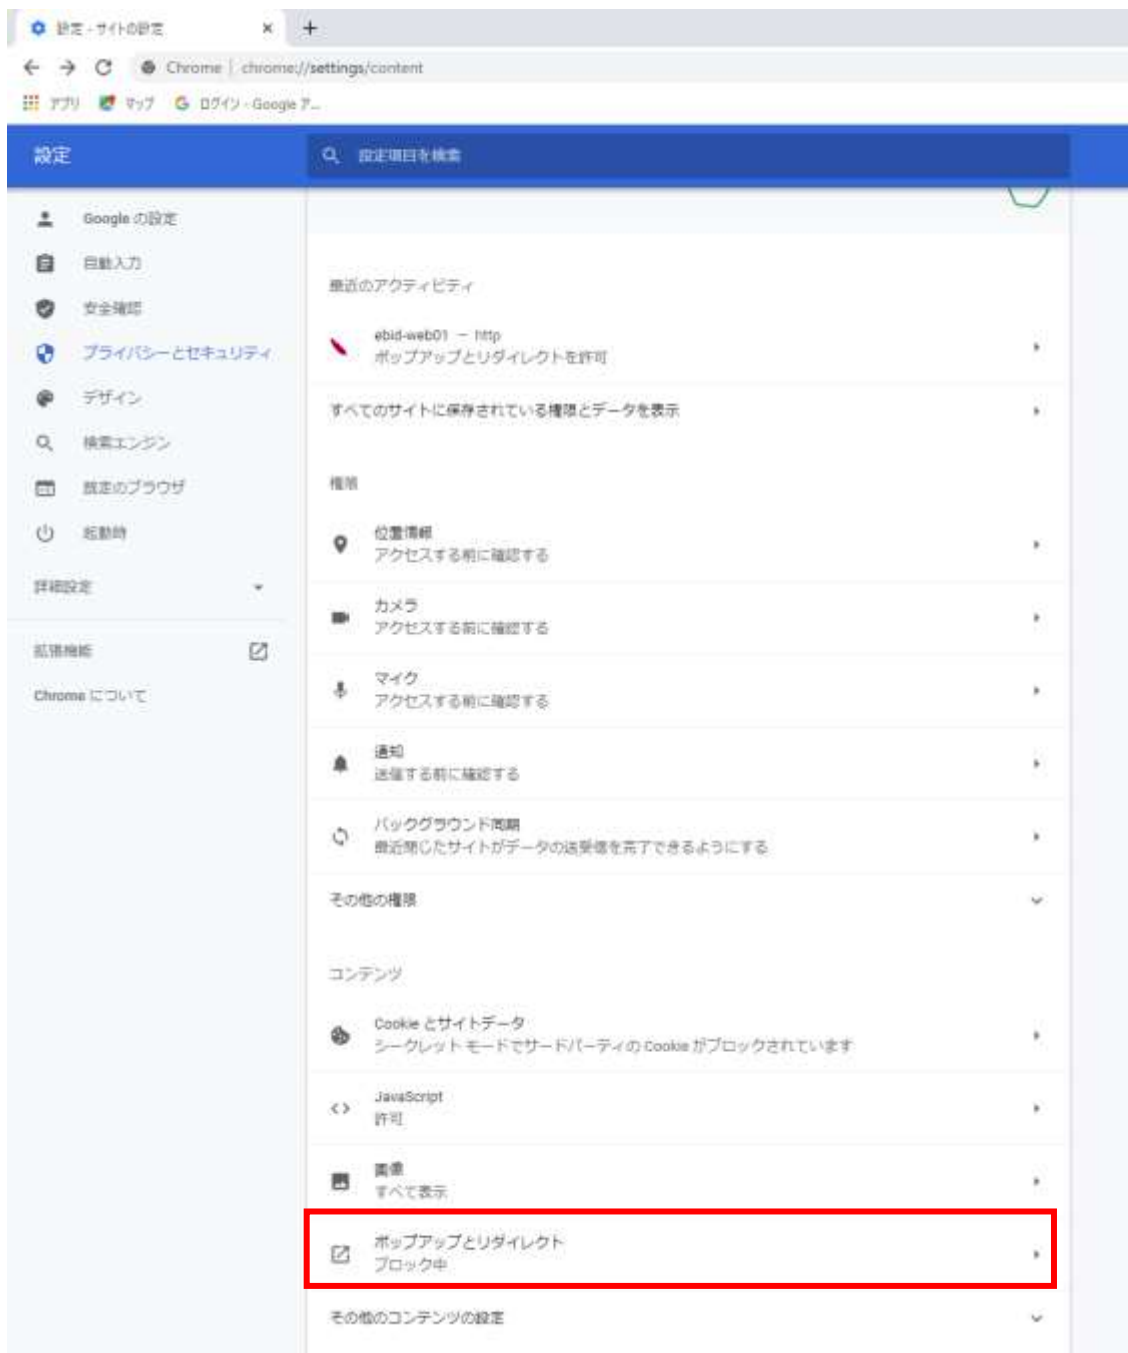 設定 - サイトの設定
Chrome | chrome://settings/content
アプリ マップ ログイン - Google ア...
設定
設定項目を検索
Google の設定
自動入力
安全確認
プライバシーとセキュリティ
デザイン
検索エンジン
既定のブラウザ
起動時
詳細設定
拡張機能
Chrome について
最近のアクティビティ
ebid-web01 − http
ポップアップとリダイレクトを許可
すべてのサイトに保存されている権限とデータを表示
権限
位置情報
アクセスする前に確認する
カメラ
アクセスする前に確認する
マイク
アクセスする前に確認する
通知
送信する前に確認する
バックグラウンド同期
最近閉じたサイトがデータの送受信を完了できるようにする
その他の権限
コンテンツ
Cookie とサイトデータ
シークレット モードでサードパーティの Cookie がブロックされています
JavaScript
許可
画像
すべて表示
ポップアップとリダイレクト
ブロック中
その他のコンテンツの設定